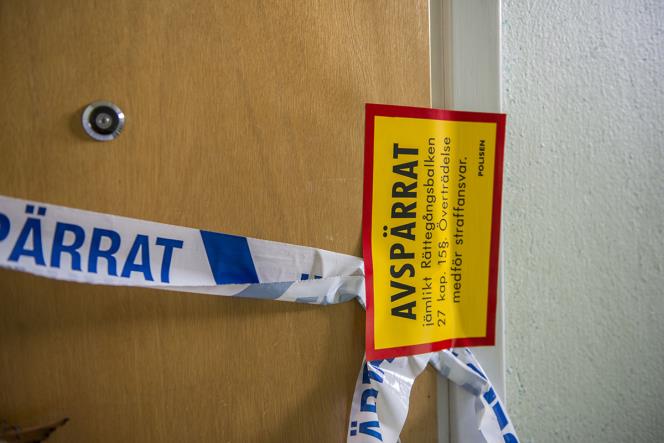 AVSPÄRRAT
jämlikt Rättegångsbalken
27 kap. 15§. Överträdelse
medför straffansvar.
POLISEN
PÄRRAT